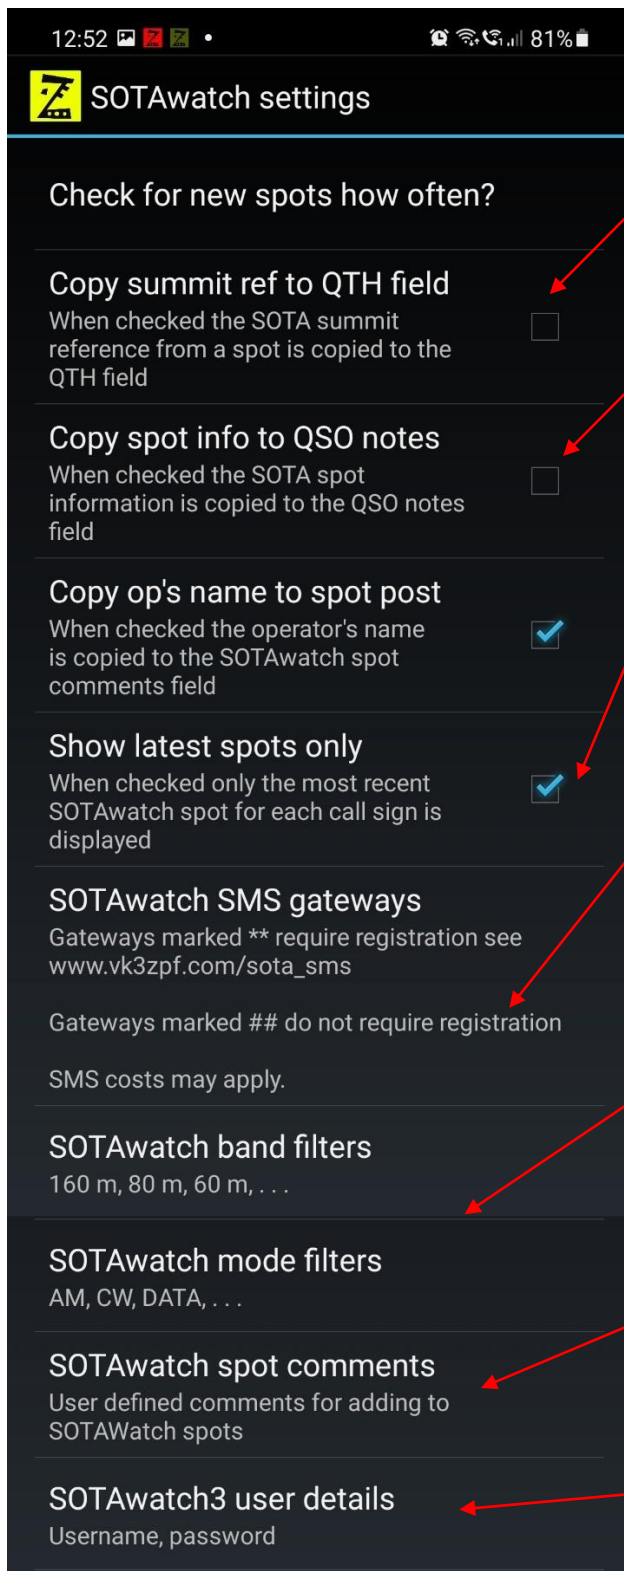 12:52
81%
SOTAwatch settings
Check for new spots how often?
Copy summit ref to QTH field
When checked the SOTA summit
reference from a spot is copied to the
QTH field
Copy spot info to QSO notes
When checked the SOTA spot
information is copied to the QSO notes
field
Copy op's name to spot post
When checked the operator's name
is copied to the SOTAwatch spot
comments field
Show latest spots only
When checked only the most recent
SOTAwatch spot for each call sign is
displayed
SOTAwatch SMS gateways
Gateways marked ** require registration see
www.vk3zpf.com/sota_sms
Gateways marked ## do not require registration
SMS costs may apply.
SOTAwatch band filters
160 m, 80 m, 60 m, . . .
SOTAwatch mode filters
AM, CW, DATA, . . .
SOTAwatch spot comments
User defined comments for adding to
SOTAWatch spots
SOTAwatch3 user details
Username, password